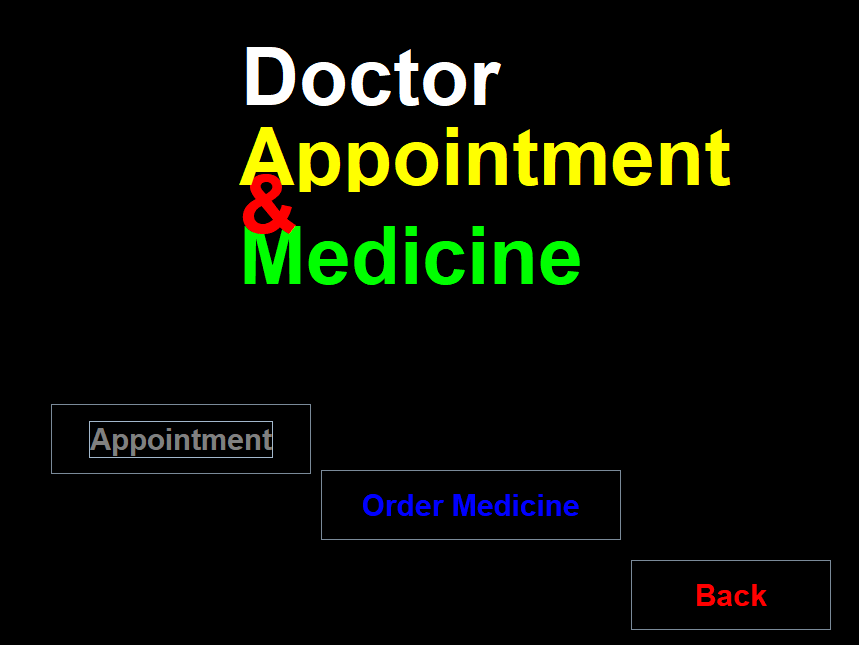 Doctor
Appointment
&
Medicine
Appointment
Order Medicine
Back